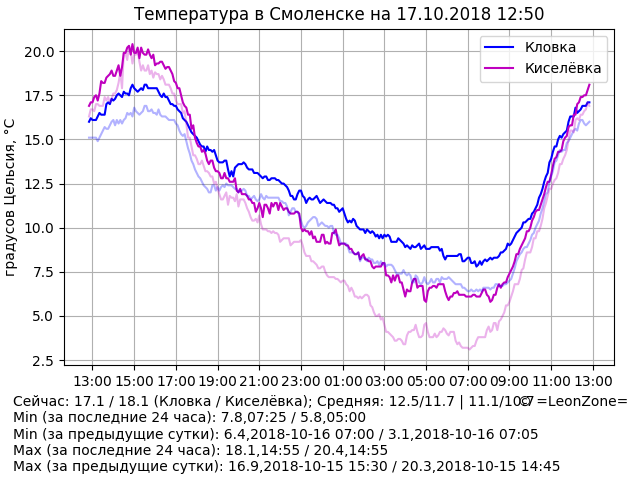 Температура в Смоленске на 17.10.2018 12:50
Кловка
Киселёвка
градусов Цельсия, °C
20.0
17.5
15.0
12.5
10.0
7.5
5.0
2.5
13:00 15:00 17:00 19:00 21:00 23:00 01:00 03:00 05:00 07:00 09:00 11:00 13:00
Сейчас: 17.1 / 18.1 (Кловка / Киселёвка); Средняя: 12.5/11.7 | 11.1/10.7 © =LeonZone=
Min (за последние 24 часа): 7.8,07:25 / 5.8,05:00
Min (за предыдущие сутки): 6.4,2018-10-16 07:00 / 3.1,2018-10-16 07:05
Max (за последние 24 часа): 18.1,14:55 / 20.4,14:55
Max (за предыдущие сутки): 16.9,2018-10-15 15:30 / 20.3,2018-10-15 14:45